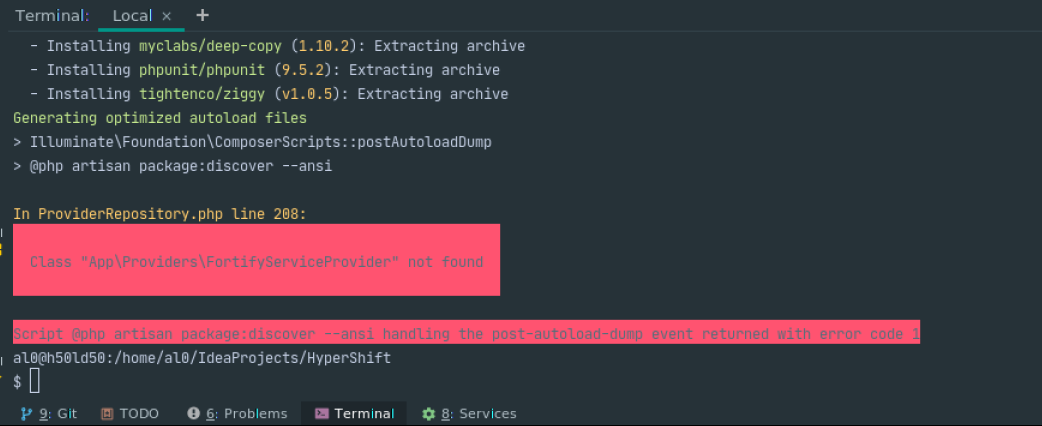 Terminal: Local × +
- Installing myclabs/deep-copy (1.10.2): Extracting archive
- Installing phpunit/phpunit (9.5.2): Extracting archive
- Installing tightenco/ziggy (v1.0.5): Extracting archive
Generating optimized autoload files
> Illuminate\Foundation\ComposerScripts::postAutoloadDump
> @php artisan package:discover --ansi
In ProviderRepository.php line 208:
Class "App\Providers\FortifyServiceProvider" not found
Script @php artisan package:discover --ansi handling the post-autoload-dump event returned with error code 1
al0@h50ld50:/home/al0/IdeaProjects/HyperShift
$
9: Git TODO 6: Problems Terminal 8: Services